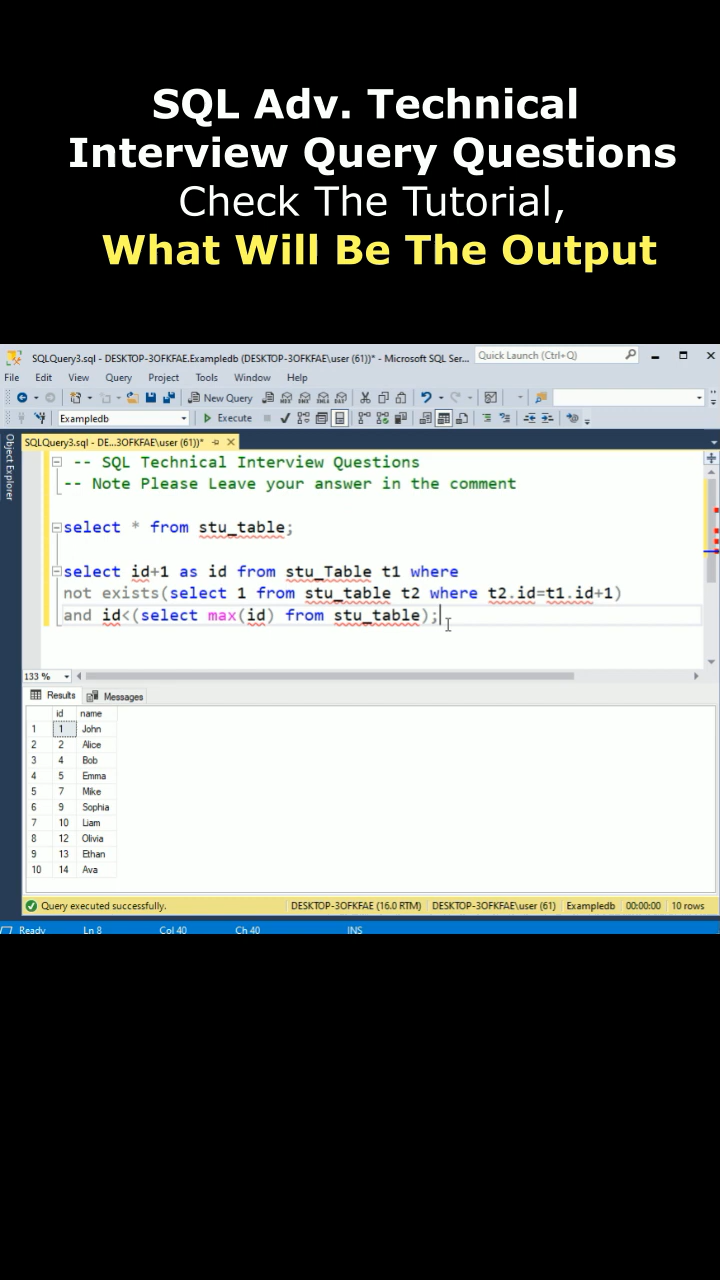 SQL Adv. Technical
Interview Query Questions
Check The Tutorial,
What Will Be The Output
SQLQuery3.sql - DESKTOP-3OFKFAE.Exampledb (DESKTOP-3OFKFAE\user (61))* - Microsoft SQL Ser...
Quick Launch (Ctrl+Q)
File Edit View Query Project Tools Window Help
New Query
Exampledb
Execute
Object Explorer
SQLQuery3.sql - DE...3OFKFAE\user (61))*
-- SQL Technical Interview Questions
-- Note Please Leave your answer in the comment
select * from stu_table;
select id+1 as id from stu_Table t1 where
not exists(select 1 from stu_table t2 where t2.id=t1.id+1)
and id<(select max(id) from stu_table);
133 %
Results Messages
id name
1 1 John
2 2 Alice
3 4 Bob
4 5 Emma
5 7 Mike
6 9 Sophia
7 10 Liam
8 12 Olivia
9 13 Ethan
10 14 Ava
Query executed successfully. DESKTOP-3OFKFAE (16.0 RTM) DESKTOP-3OFKFAE\user (61) Exampledb 00:00:00 10 rows
Ready Ln 8 Col 40 Ch 40 INS